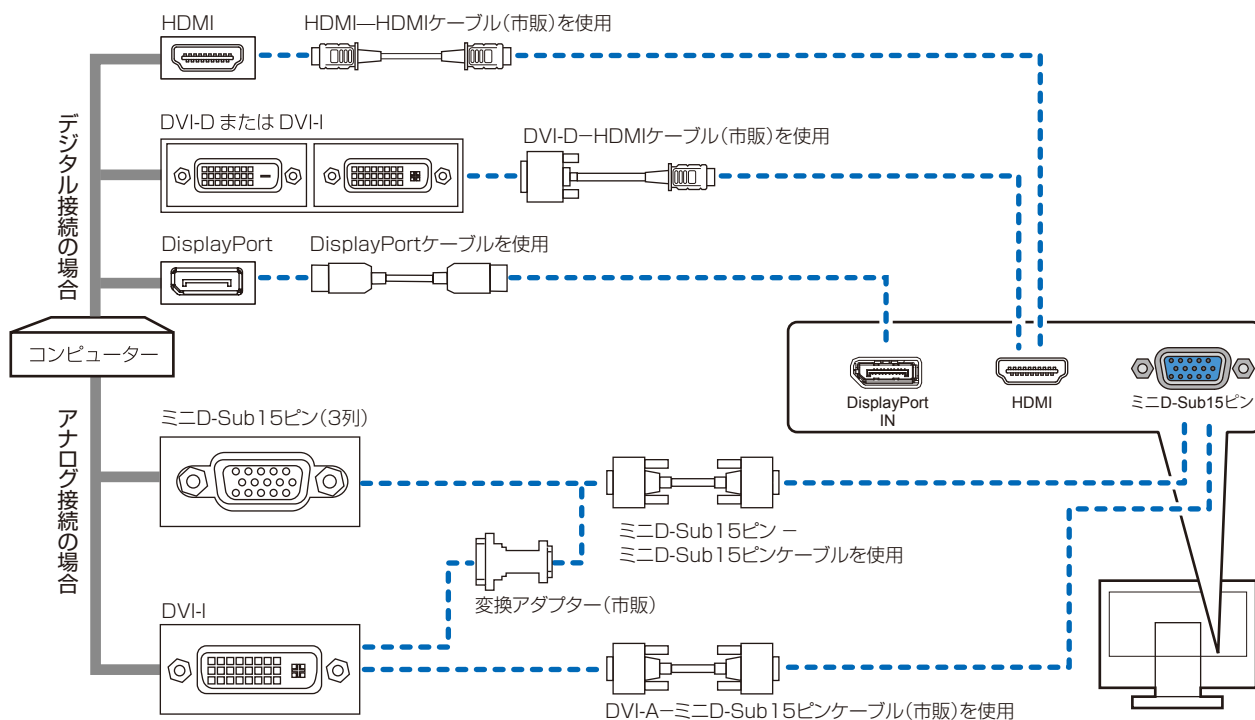 HDMI
HDMI—HDMIケーブル(市販)を使用
デジタル接続の場合
DVI-D または DVI-I
DVI-D−HDMIケーブル(市販)を使用
DisplayPort
DisplayPortケーブルを使用
コンピューター
DisplayPort
IN
HDMI
ミニD-Sub15ピン
アナログ接続の場合
ミニD-Sub15ピン(3列)
ミニD-Sub15ピン −
ミニD-Sub15ピンケーブルを使用
変換アダプター(市販)
DVI-I
DVI-A−ミニD-Sub15ピンケーブル(市販)を使用